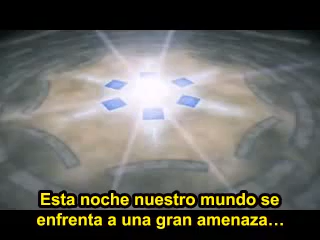 Esta noche nuestro mundo se
enfrenta a una gran amenaza…